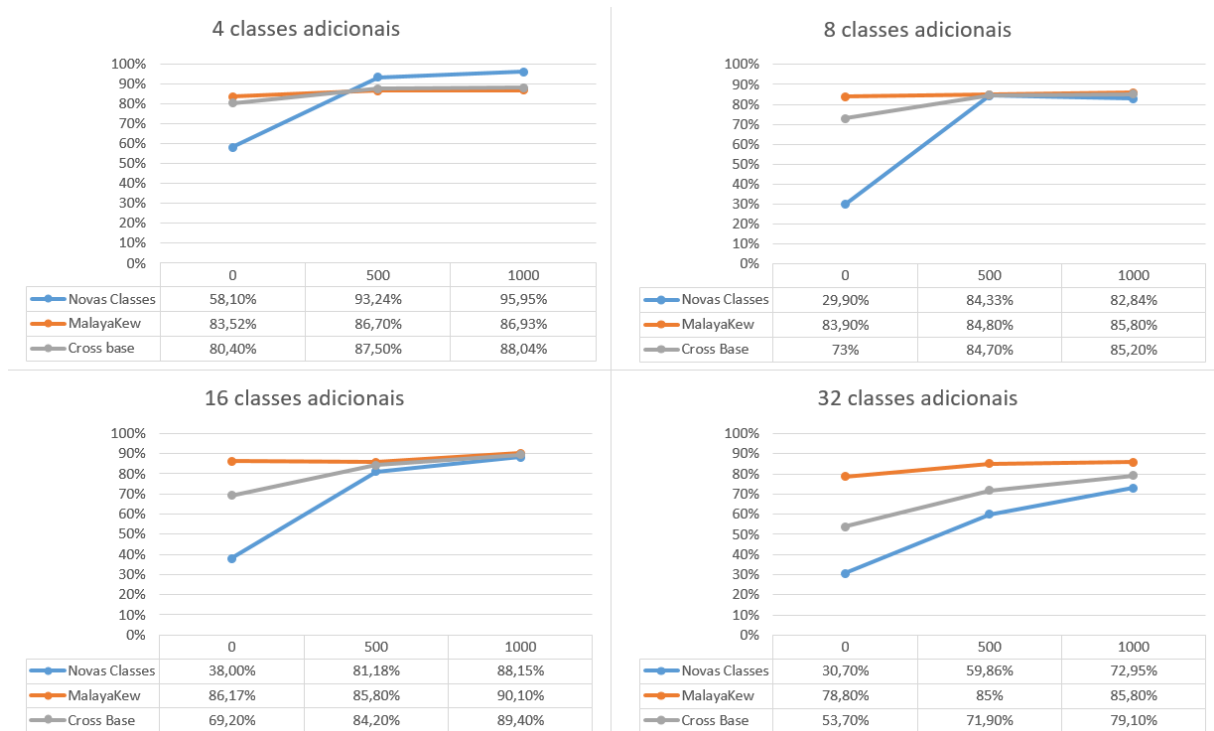 4 classes adicionais
100%
90%
80%
70%
60%
50%
40%
30%
20%
10%
0%
0 500 1000
Novas Classes 58,10% 93,24% 95,95%
MalayaKew 83,52% 86,70% 86,93%
Cross base 80,40% 87,50% 88,04%
8 classes adicionais
100%
90%
80%
70%
60%
50%
40%
30%
20%
10%
0%
0 500 1000
Novas Classes 29,90% 84,33% 82,84%
MalayaKew 83,90% 84,80% 85,80%
Cross Base 73% 84,70% 85,20%
16 classes adicionais
100%
90%
80%
70%
60%
50%
40%
30%
20%
10%
0%
0 500 1000
Novas Classes 38,00% 81,18% 88,15%
MalayaKew 86,17% 85,80% 90,10%
Cross Base 69,20% 84,20% 89,40%
32 classes adicionais
100%
90%
80%
70%
60%
50%
40%
30%
20%
10%
0%
0 500 1000
Novas Classes 30,70% 59,86% 72,95%
MalayaKew 78,80% 85% 85,80%
Cross Base 53,70% 71,90% 79,10%